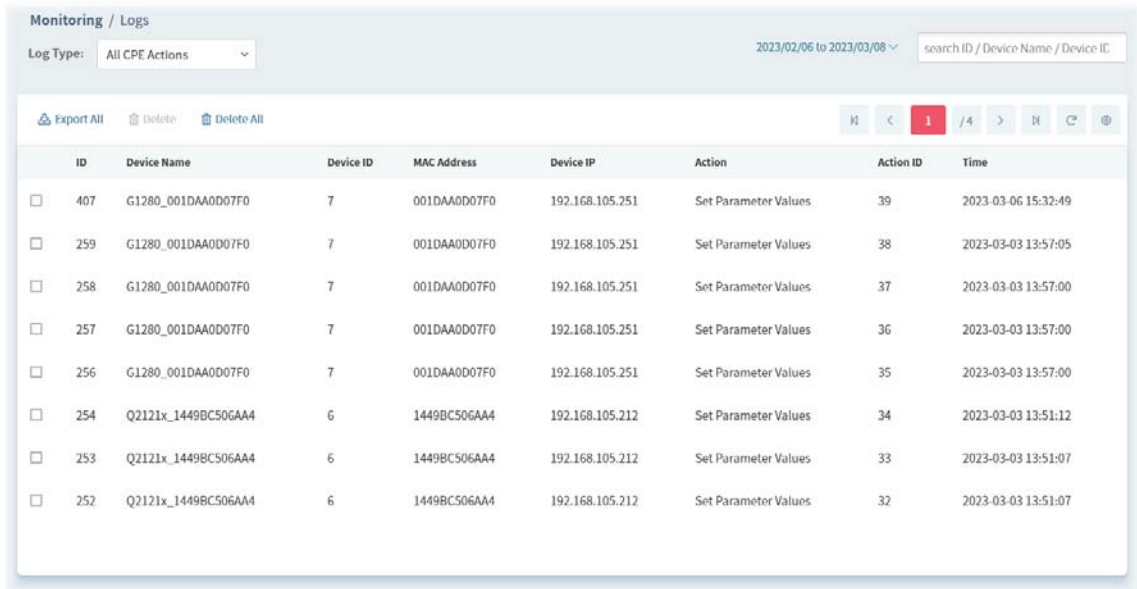 Monitoring / Logs
Log Type: All CPE Actions 2023/02/06 to 2023/03/08 search ID / Device Name / Device IC
Export All Delete Delete All 1 / 4
ID Device Name Device ID MAC Address Device IP Action Action ID Time
407 G1280_001DAA0D07F0 7 001DAA0D07F0 192.168.105.251 Set Parameter Values 39 2023-03-06 15:32:49
259 G1280_001DAA0D07F0 7 001DAA0D07F0 192.168.105.251 Set Parameter Values 38 2023-03-03 13:57:05
258 G1280_001DAA0D07F0 7 001DAA0D07F0 192.168.105.251 Set Parameter Values 37 2023-03-03 13:57:00
257 G1280_001DAA0D07F0 7 001DAA0D07F0 192.168.105.251 Set Parameter Values 36 2023-03-03 13:57:00
256 G1280_001DAA0D07F0 7 001DAA0D07F0 192.168.105.251 Set Parameter Values 35 2023-03-03 13:57:00
254 Q2121x_1449BC506AA4 6 1449BC506AA4 192.168.105.212 Set Parameter Values 34 2023-03-03 13:51:12
253 Q2121x_1449BC506AA4 6 1449BC506AA4 192.168.105.212 Set Parameter Values 33 2023-03-03 13:51:07
252 Q2121x_1449BC506AA4 6 1449BC506AA4 192.168.105.212 Set Parameter Values 32 2023-03-03 13:51:07